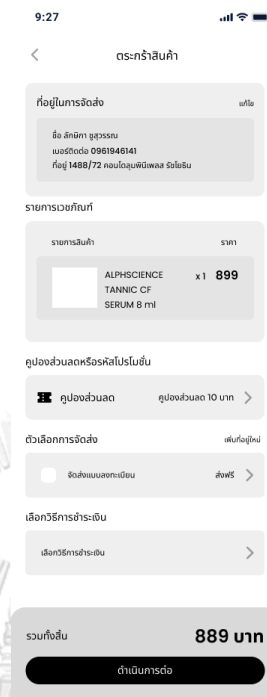 9:27
ตระกร้าสินค้า
ที่อยู่ในการจัดส่ง แก้ไข
ชื่อ ลักษิกา ชูสุวรรณ
เบอร์ติดต่อ 0961946141
ที่อยู่ 1488/72 คอนโดลุมพินีเพลส รัชโยธิน
รายการเวชภัณฑ์
รายการสินค้า ราคา
ALPHSCIENCE x 1 899
TANNIC CF
SERUM 8 ml
คูปองส่วนลดหรือรหัสโปรโมชั่น
คูปองส่วนลด คูปองส่วนลด 10 บาท
ตัวเลือกการจัดส่ง เพิ่มที่อยู่ใหม่
จัดส่งแบบลงทะเบียน ส่งฟรี
เลือกวิธีการชำระเงิน
เลือกวิธีการชำระเงิน
รวมทั้งสิ้น 889 บาท
ดำเนินการต่อ